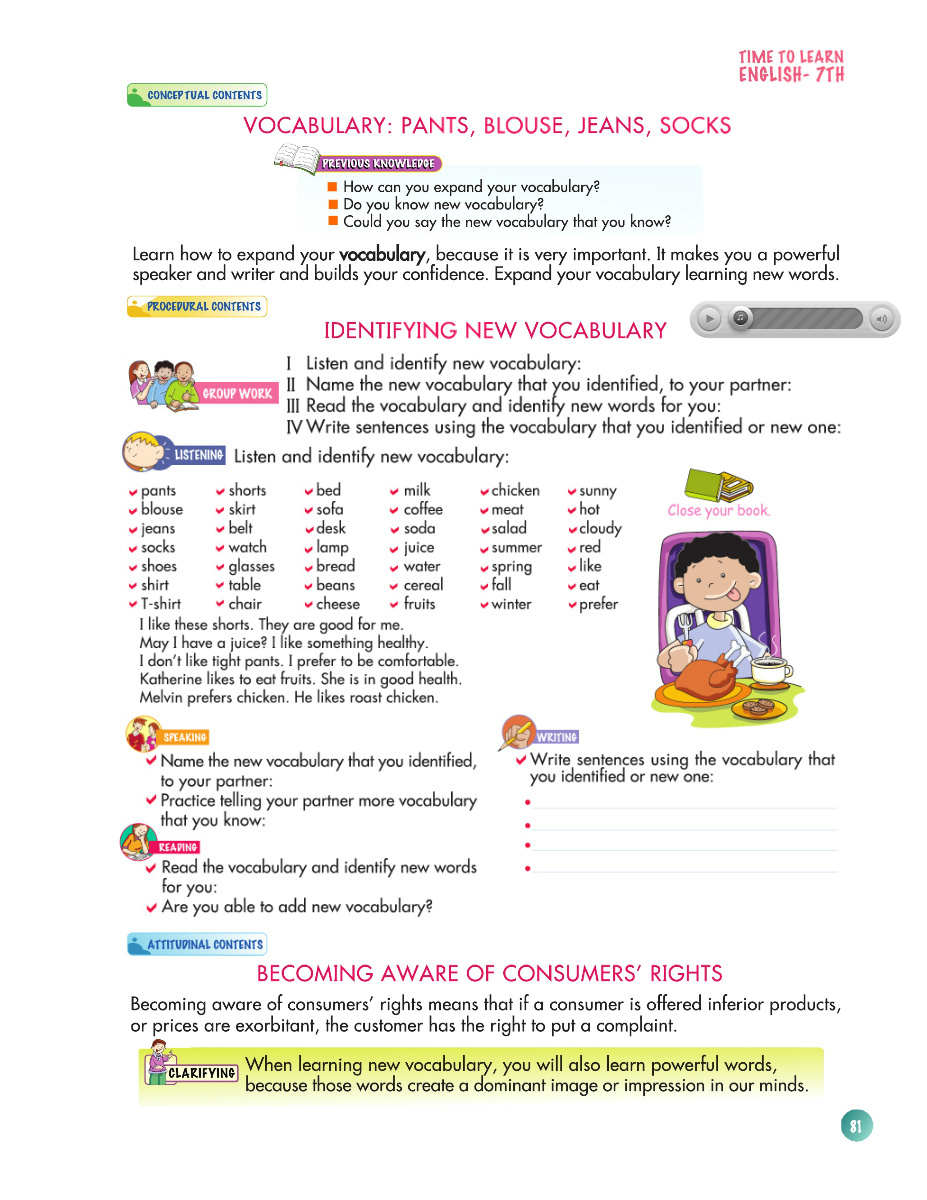 TIME TO LEARN
ENGLISH- 7TH
CONCEPTUAL CONTENTS
VOCABULARY: PANTS, BLOUSE, JEANS, SOCKS
PREVIOUS KNOWLEDGE
How can you expand your vocabulary?
Do you know new vocabulary?
Could you say the new vocabulary that you know?
Learn how to expand your vocabulary, because it is very important. It makes you a powerful
speaker and writer and builds your confidence. Expand your vocabulary learning new words.
PROCEDURAL CONTENTS
IDENTIFYING NEW VOCABULARY
GROUP WORK
I Listen and identify new vocabulary:
II Name the new vocabulary that you identified, to your partner:
III Read the vocabulary and identify new words for you:
IV Write sentences using the vocabulary that you identified or new one:
LISTENING Listen and identify new vocabulary:
pants shorts bed milk chicken sunny
blouse skirt sofa coffee meat hot
jeans belt desk soda salad cloudy
socks watch lamp juice summer red
shoes glasses bread water spring like
shirt table beans cereal fall eat
T-shirt chair cheese fruits winter prefer
Close your book.
I like these shorts. They are good for me.
May I have a juice? I like something healthy.
I don't like tight pants. I prefer to be comfortable.
Katherine likes to eat fruits. She is in good health.
Melvin prefers chicken. He likes roast chicken.
SPEAKING
Name the new vocabulary that you identified,
to your partner:
Practice telling your partner more vocabulary
that you know:
READING
Read the vocabulary and identify new words
for you:
Are you able to add new vocabulary?
WRITING
Write sentences using the vocabulary that
you identified or new one:
ATTITUDINAL CONTENTS
BECOMING AWARE OF CONSUMERS' RIGHTS
Becoming aware of consumers' rights means that if a consumer is offered inferior products,
or prices are exorbitant, the customer has the right to put a complaint.
CLARIFYING
When learning new vocabulary, you will also learn powerful words,
because those words create a dominant image or impression in our minds.
81